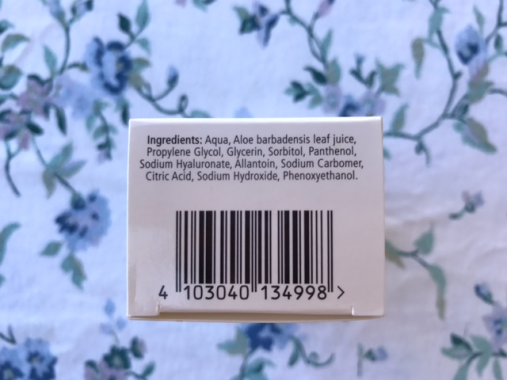 Ingredients: Aqua, Aloe barbadensis leaf juice,
Propylene Glycol, Glycerin, Sorbitol, Panthenol,
Sodium Hyaluronate, Allantoin, Sodium Carbomer,
Citric Acid, Sodium Hydroxide, Phenoxyethanol.
4 103040 134998 >